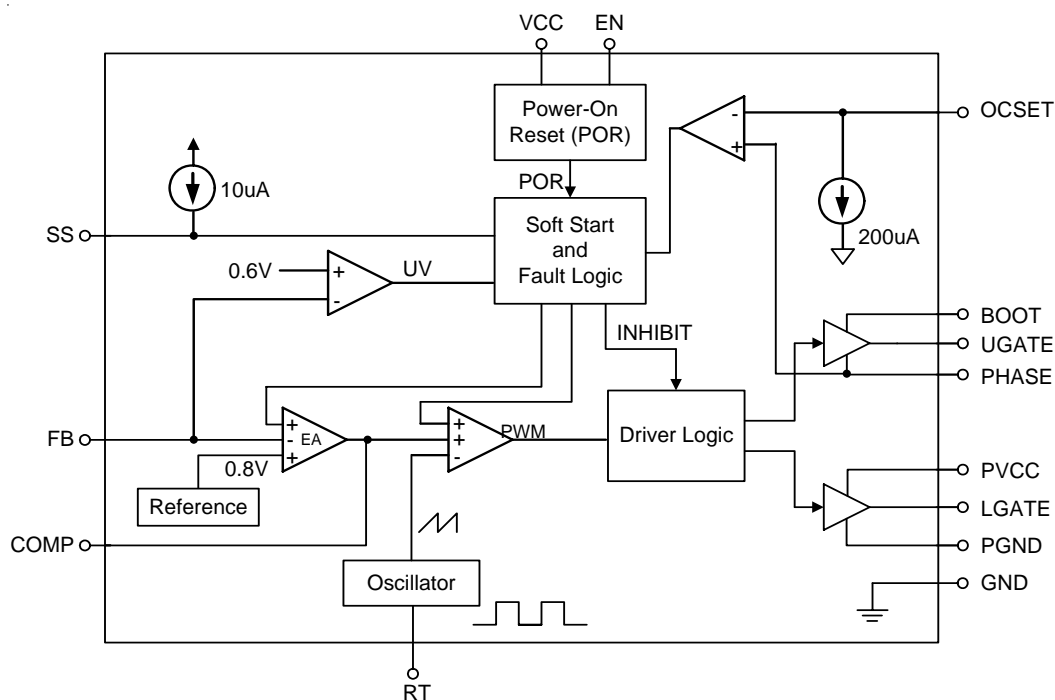 VCC EN
Power-On
Reset (POR)
- OCSET
+
POR
10uA
SS
Soft Start
and
Fault Logic
200uA
0.6V + UV
-
BOOT
INHIBIT
UGATE
PHASE
+
FB - EA
+
0.8V
+
+ PWM
-
Driver Logic
Reference
PVCC
LGATE
COMP
PGND
Oscillator
GND
RT